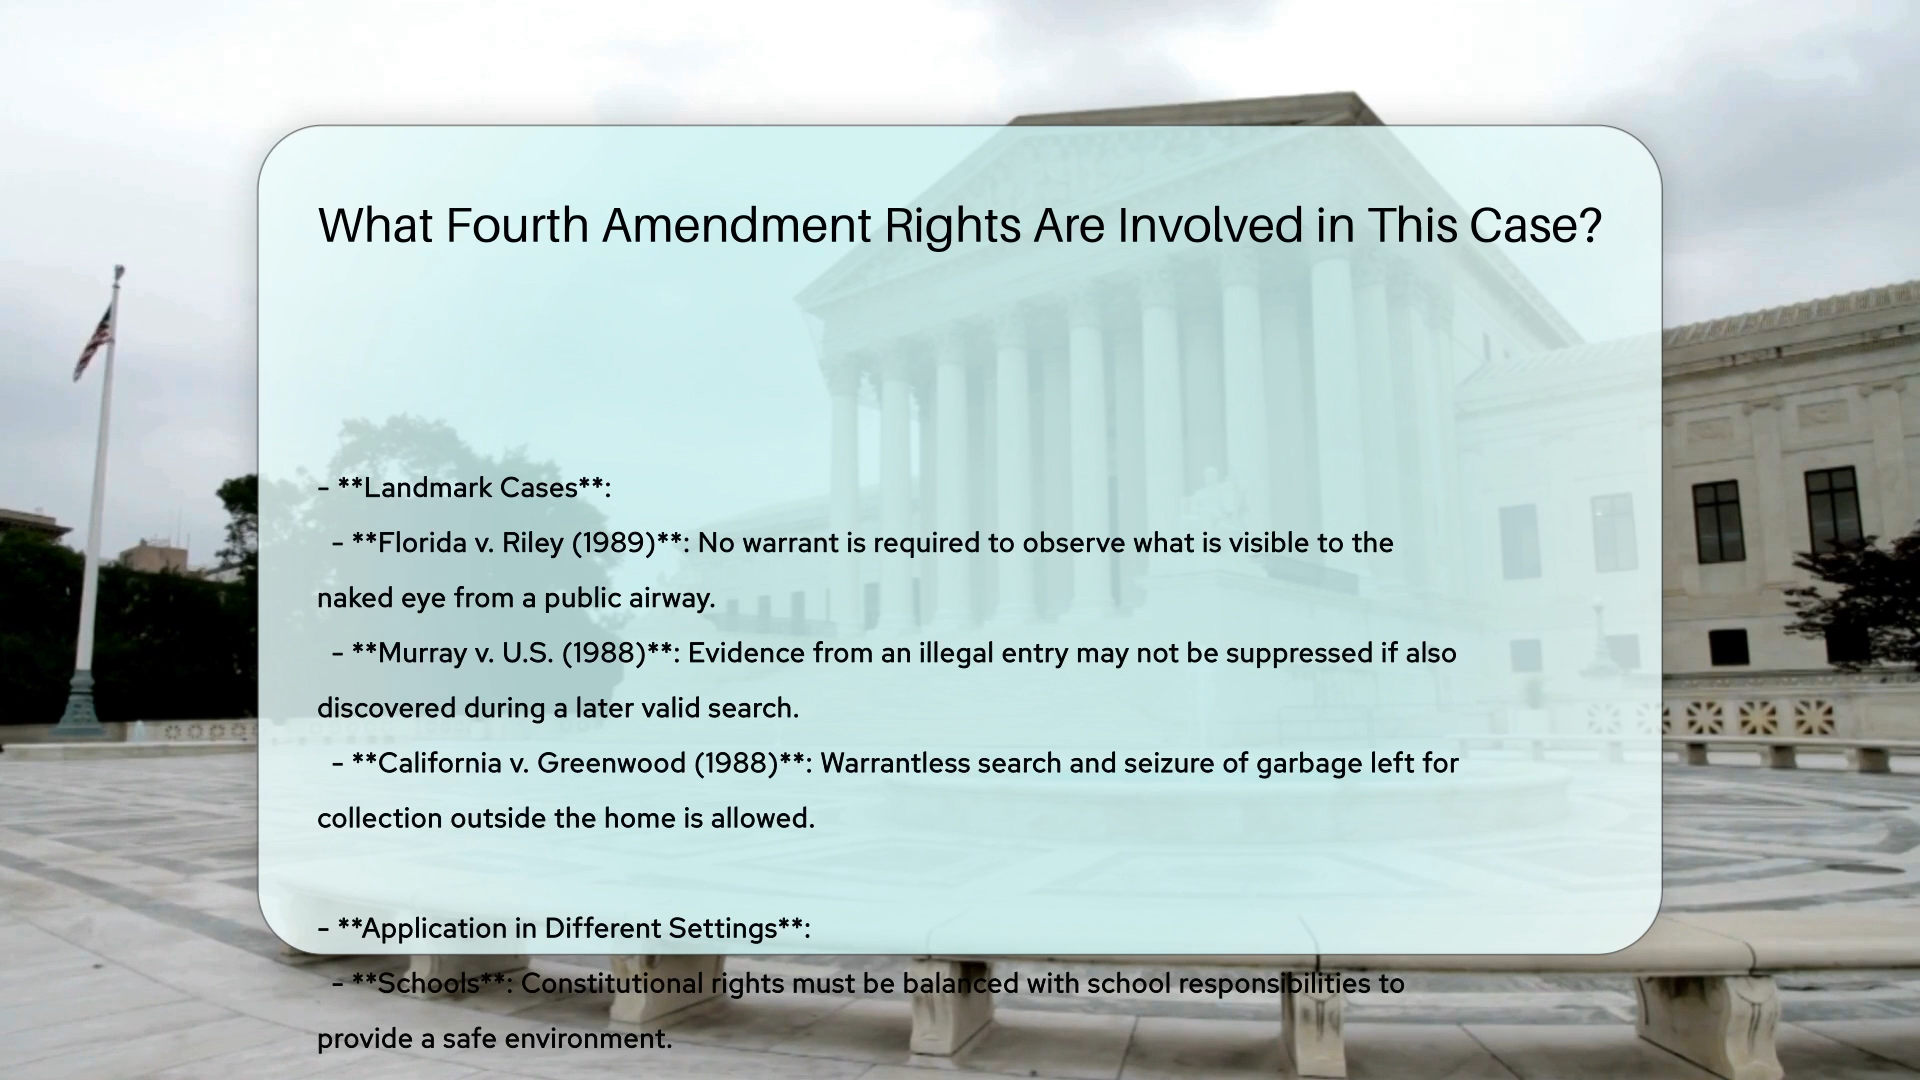 What Fourth Amendment Rights Are Involved in This Case?
- **Landmark Cases**:
- **Florida v. Riley (1989)**: No warrant is required to observe what is visible to the
naked eye from a public airway.
- **Murray v. U.S. (1988)**: Evidence from an illegal entry may not be suppressed if also
discovered during a later valid search.
- **California v. Greenwood (1988)**: Warrantless search and seizure of garbage left for
collection outside the home is allowed.
- **Application in Different Settings**:
- **Schools**: Constitutional rights must be balanced with school responsibilities to
provide a safe environment.